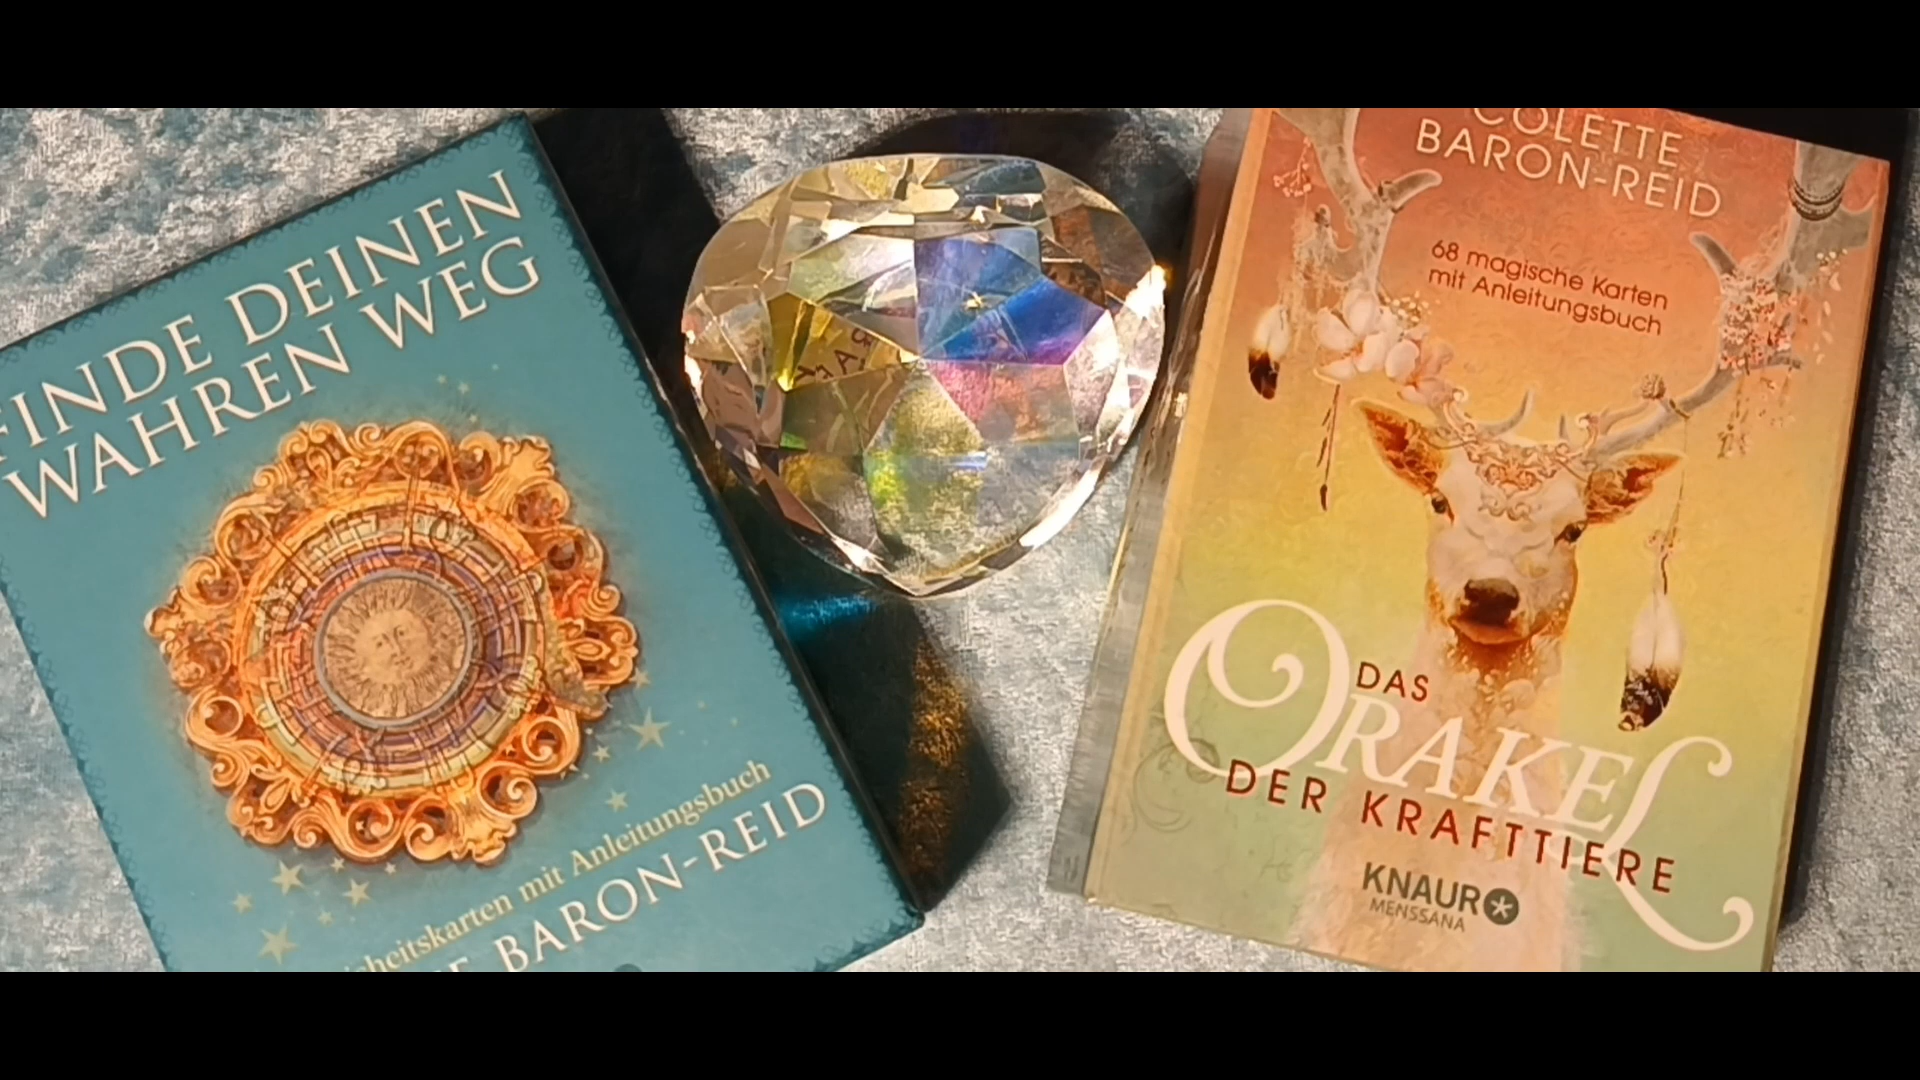 FINDE DEINEN
WAHREN WEG
mit Anleitungsbuch
BARON-REID
COLETTE
BARON-REID
68 magische Karten
mit Anleitungsbuch
DAS
ORAKEL
DER KRAFTTIERE
KNAUR
MENSSANA